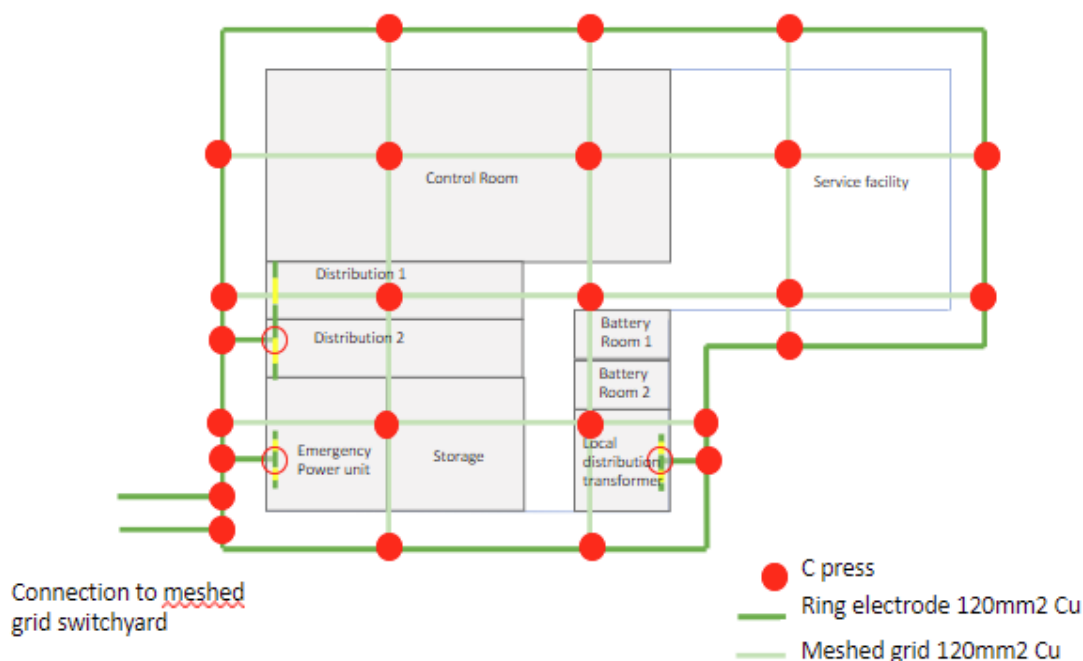 Control Room
Service facility
Distribution 1
Distribution 2
Battery
Room 1
Battery
Room 2
Emergency
Power unit
Storage
Local
distribution
transformer
Connection to meshed
grid switchyard
C press
Ring electrode 120mm2 Cu
Meshed grid 120mm2 Cu